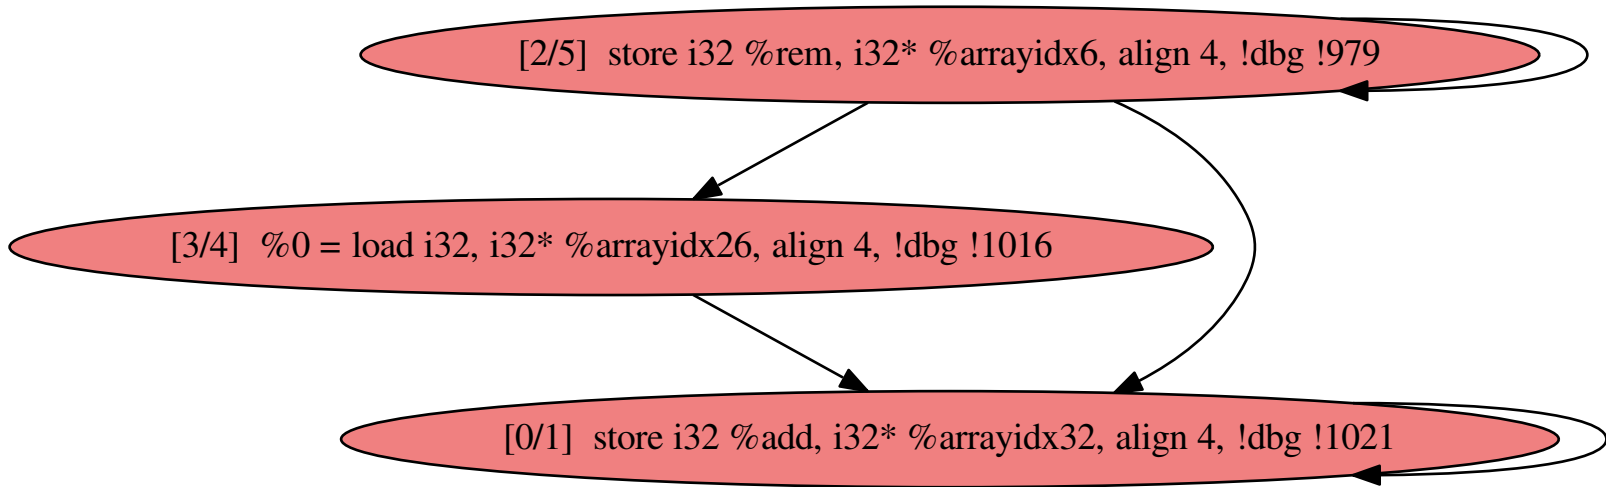 [2/5]  store i32 %rem, i32* %arrayidx6, align 4, !dbg !979
[3/4]  %0 = load i32, i32* %arrayidx26, align 4, !dbg !1016
[0/1]  store i32 %add, i32* %arrayidx32, align 4, !dbg !1021